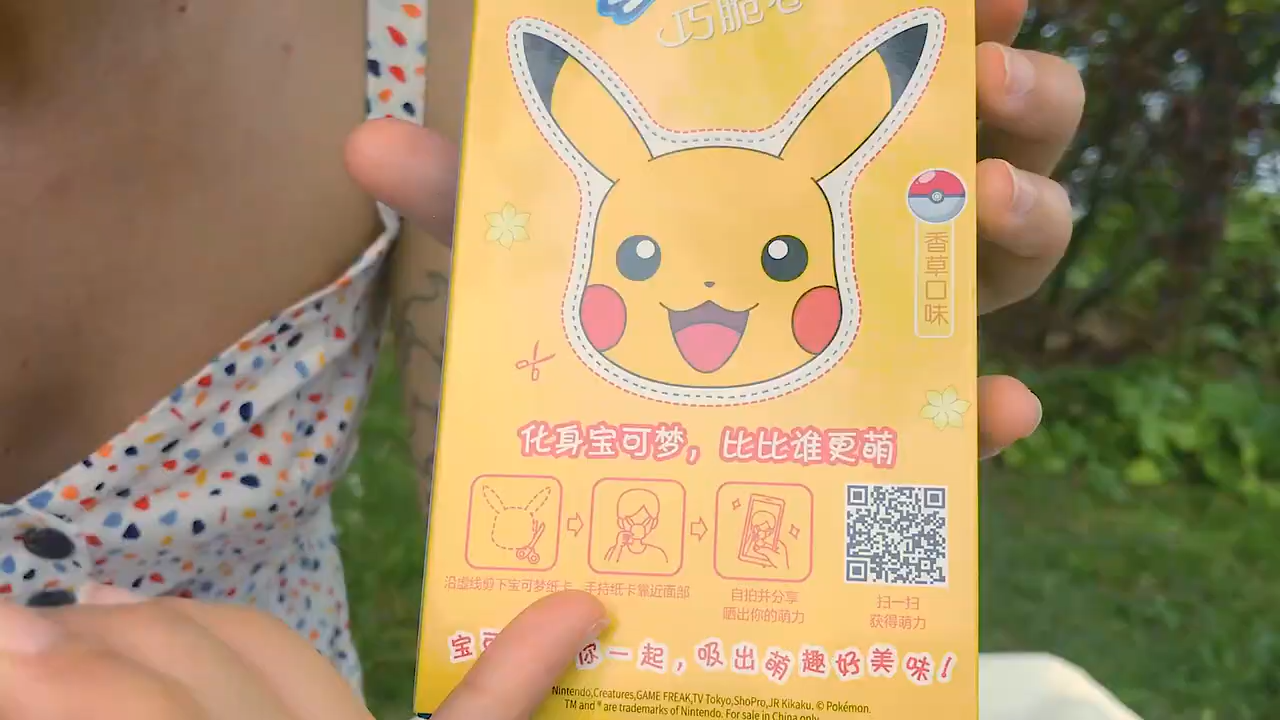 巧脆卷
香草口味
化身宝可梦，比比谁更萌
沿虚线剪下宝可梦纸卡
手持纸卡靠近面部
自拍并分享
晒出你的萌力
扫一扫
获得萌力
宝 你一起，吸出萌趣好美味！
Nintendo,Creatures,GAME FREAK,TV Tokyo,ShoPro,JR Kikaku. © Pokémon.
TM and ® are trademarks of Nintendo. For sale in China only